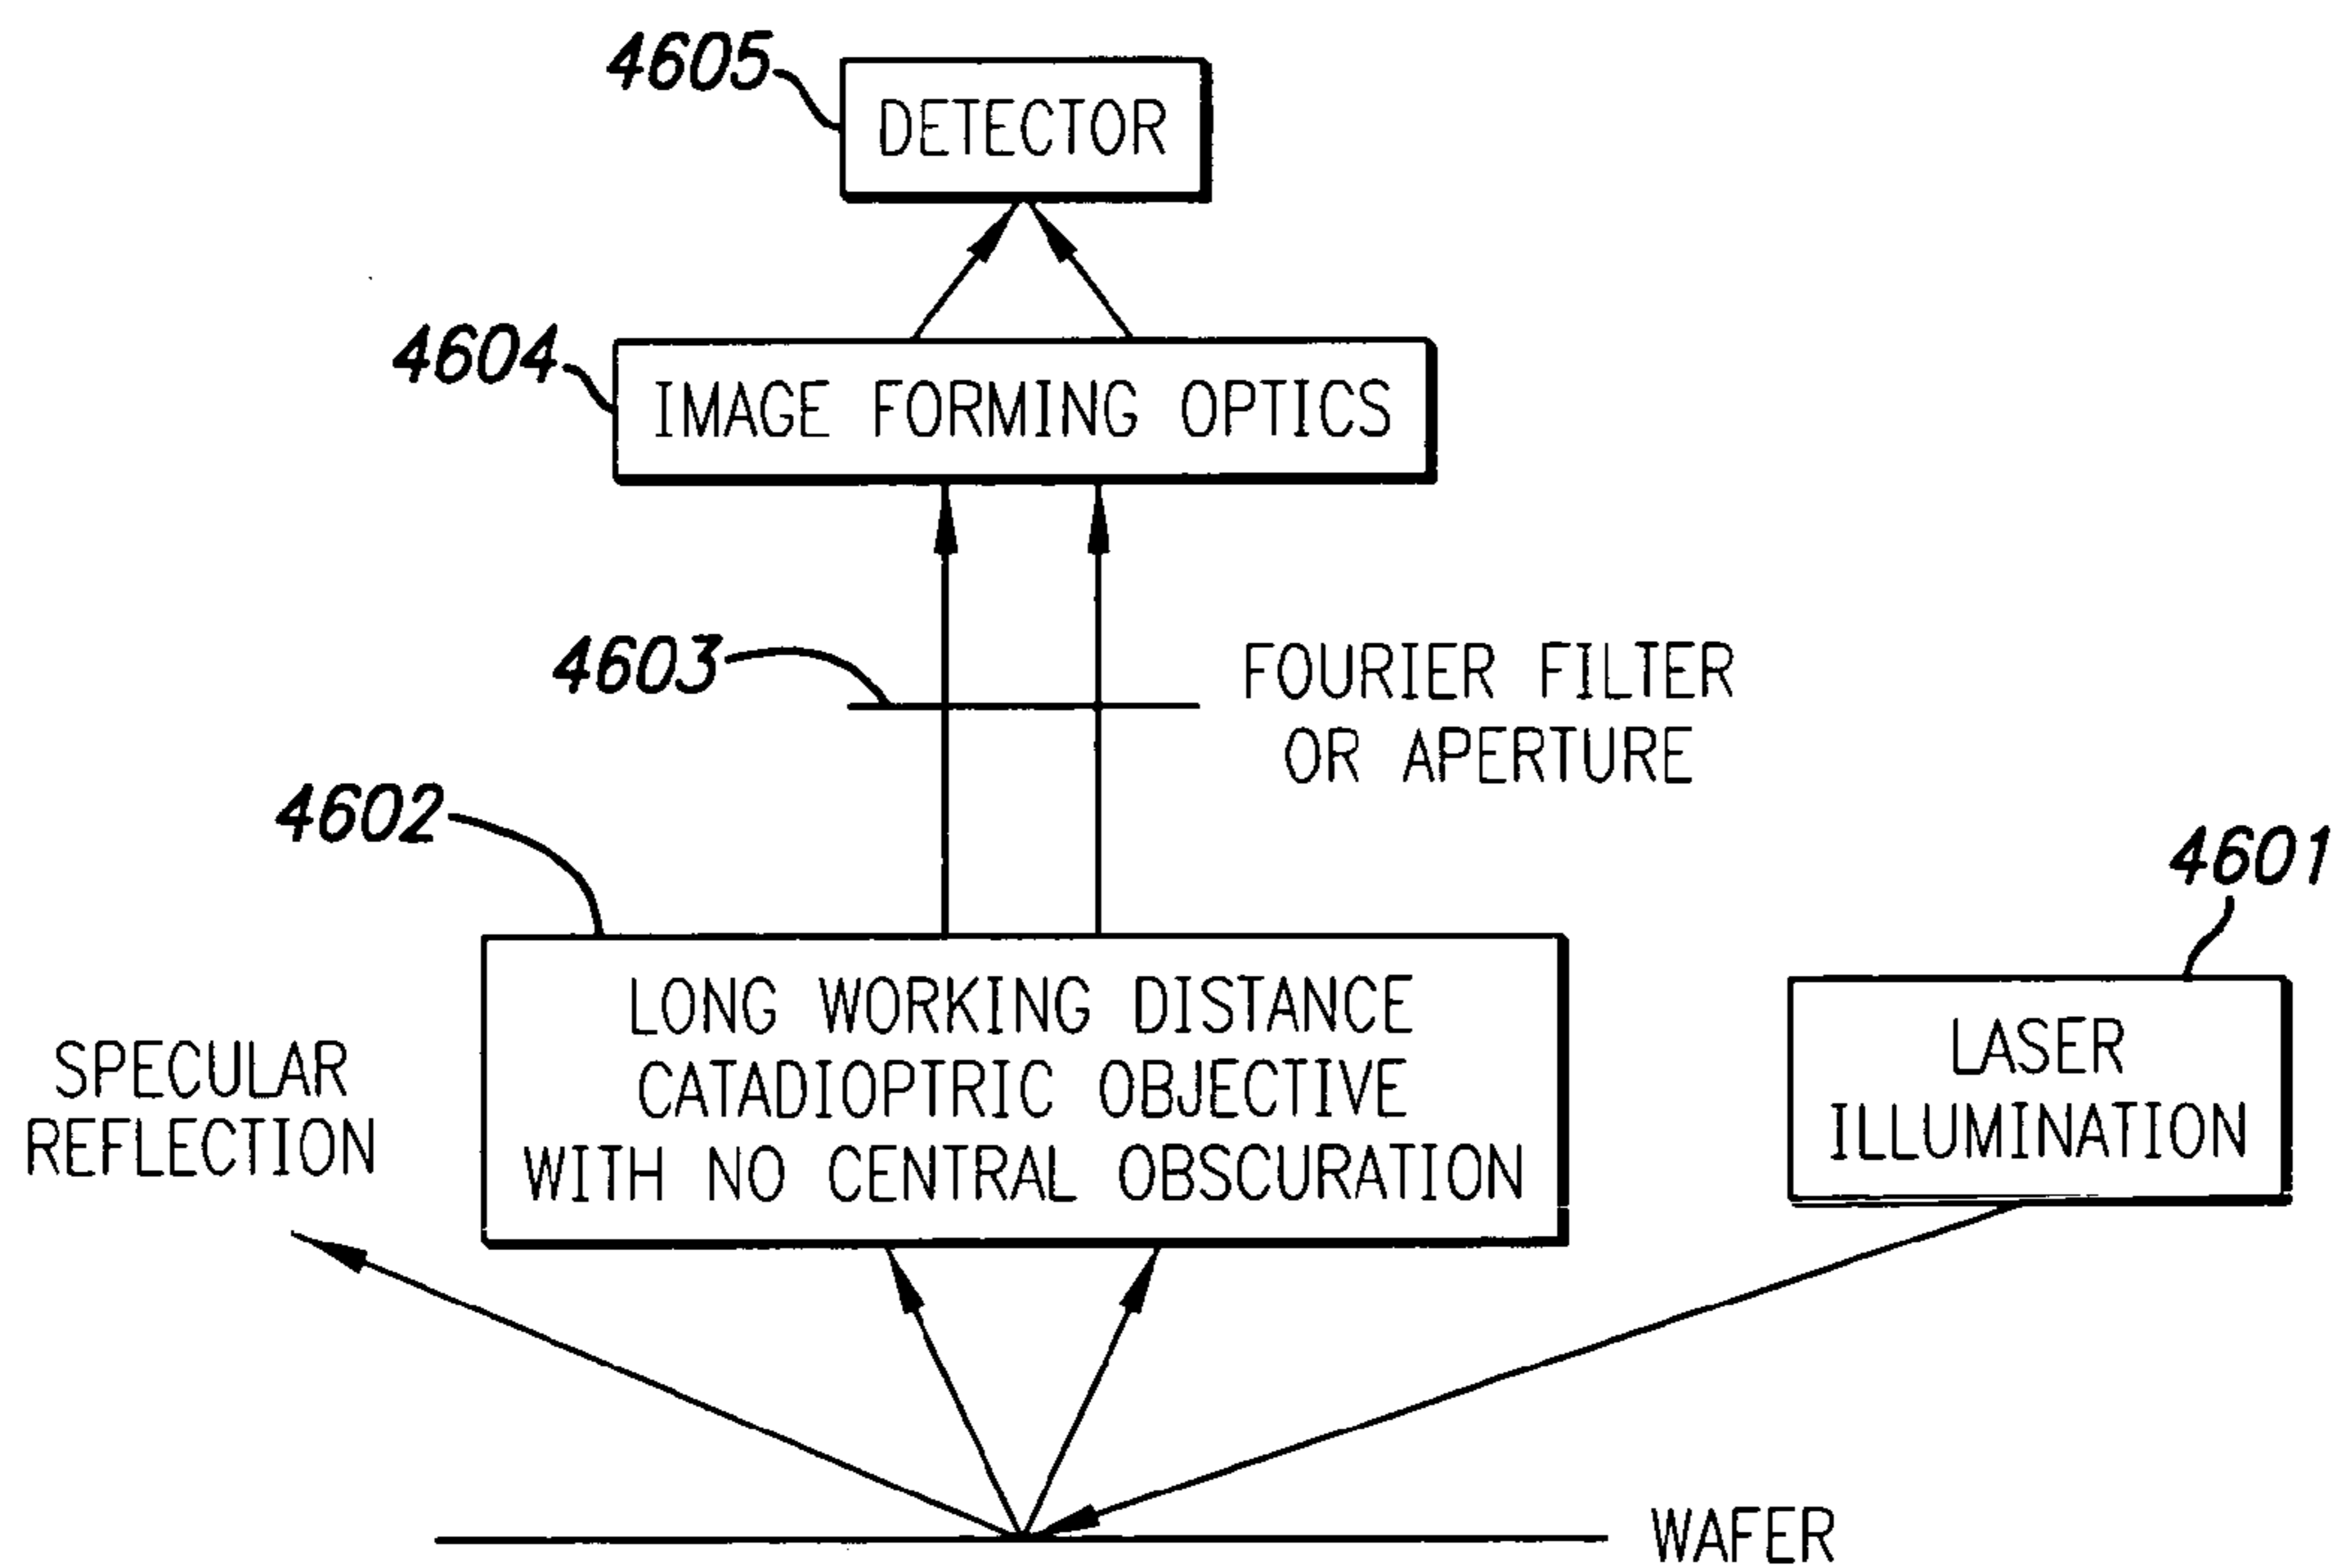 4605
DETECTOR
4604
IMAGE FORMING OPTICS
4603
FOURIER FILTER
OR APERTURE
4602
4601
LONG WORKING DISTANCE
CATADIOPTRIC OBJECTIVE
WITH NO CENTRAL OBSCURATION
LASER
ILLUMINATION
SPECULAR
REFLECTION
WAFER